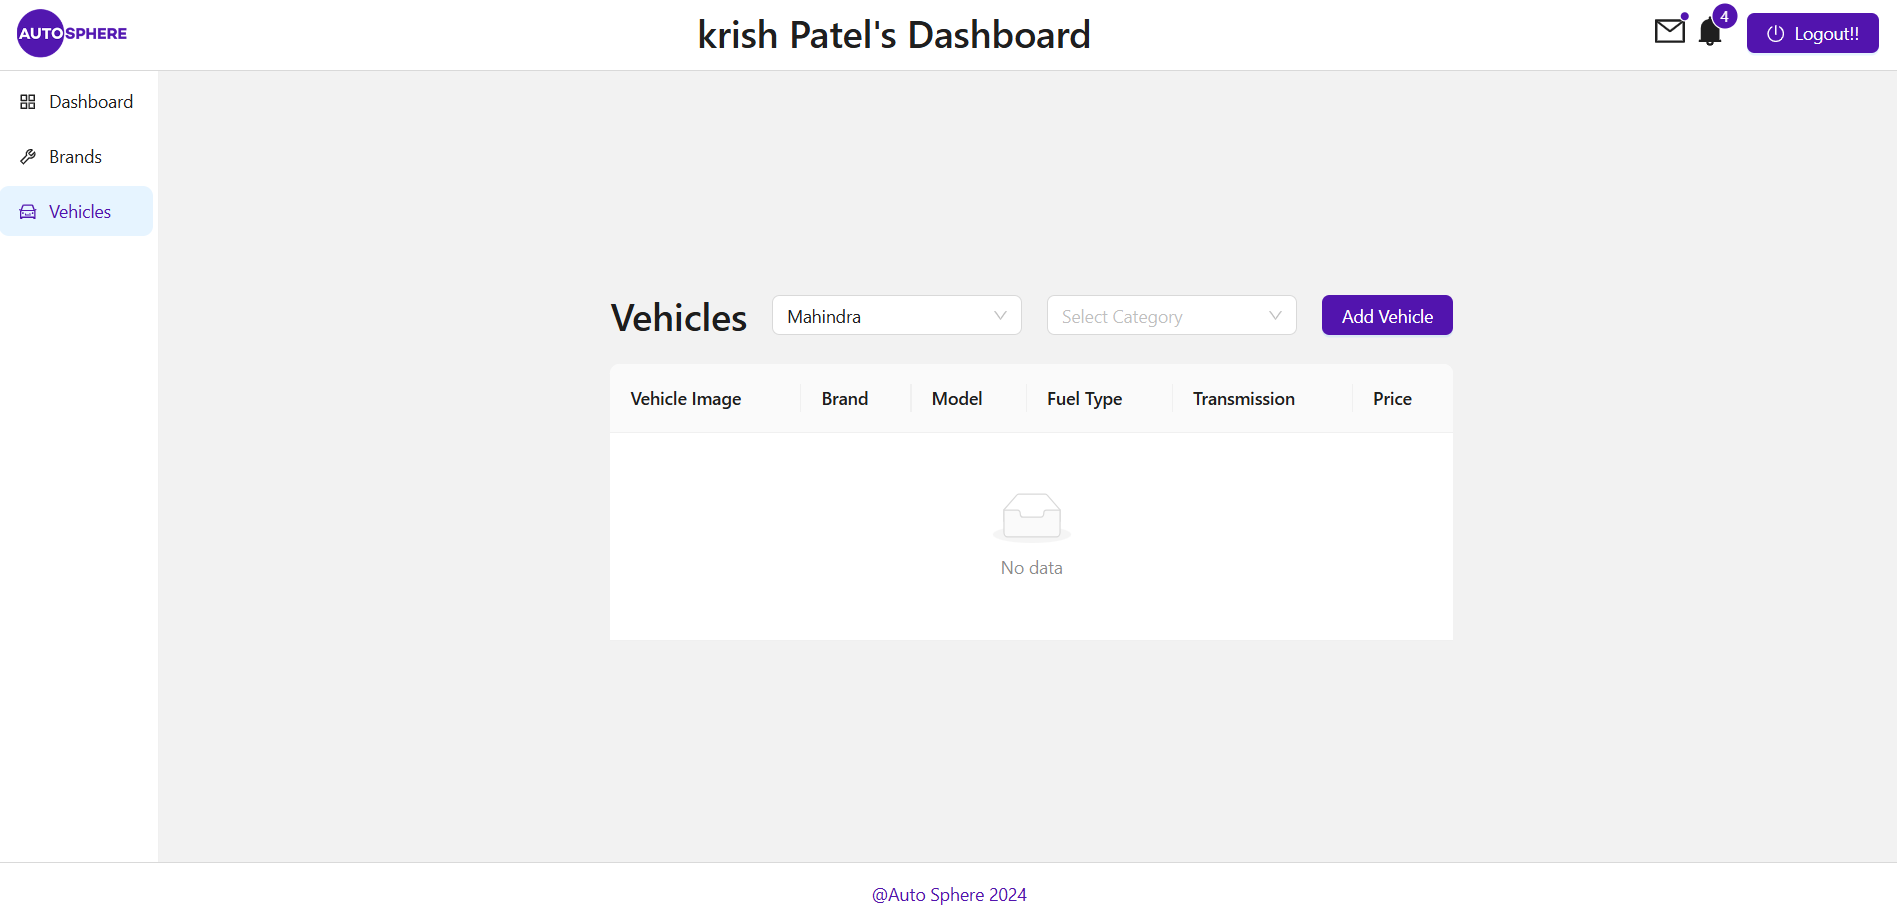 AUTOSPHERE
krish Patel's Dashboard
4
Logout!!
Dashboard
Brands
Vehicles
Vehicles
Mahindra
Select Category
Add Vehicle
Vehicle Image Brand Model Fuel Type Transmission Price
No data
@Auto Sphere 2024